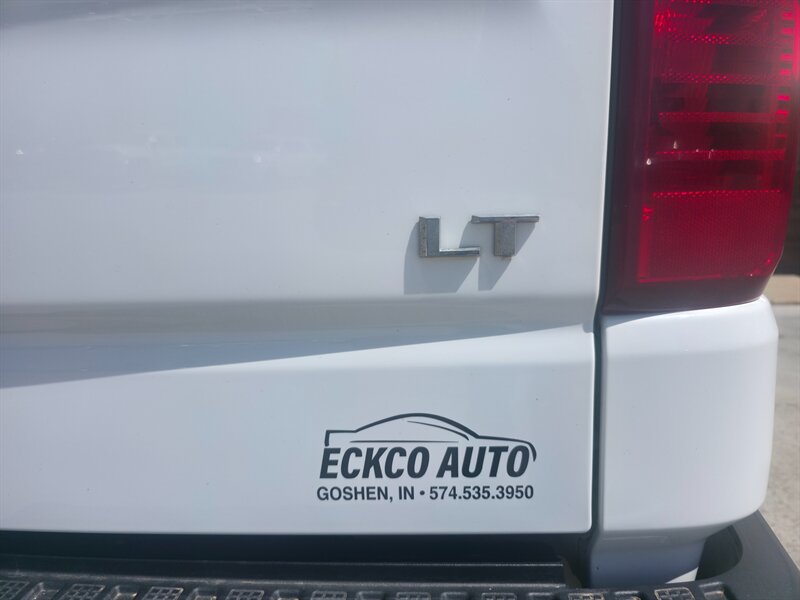 LT
ECKCO AUTO
GOSHEN, IN • 574.535.3950